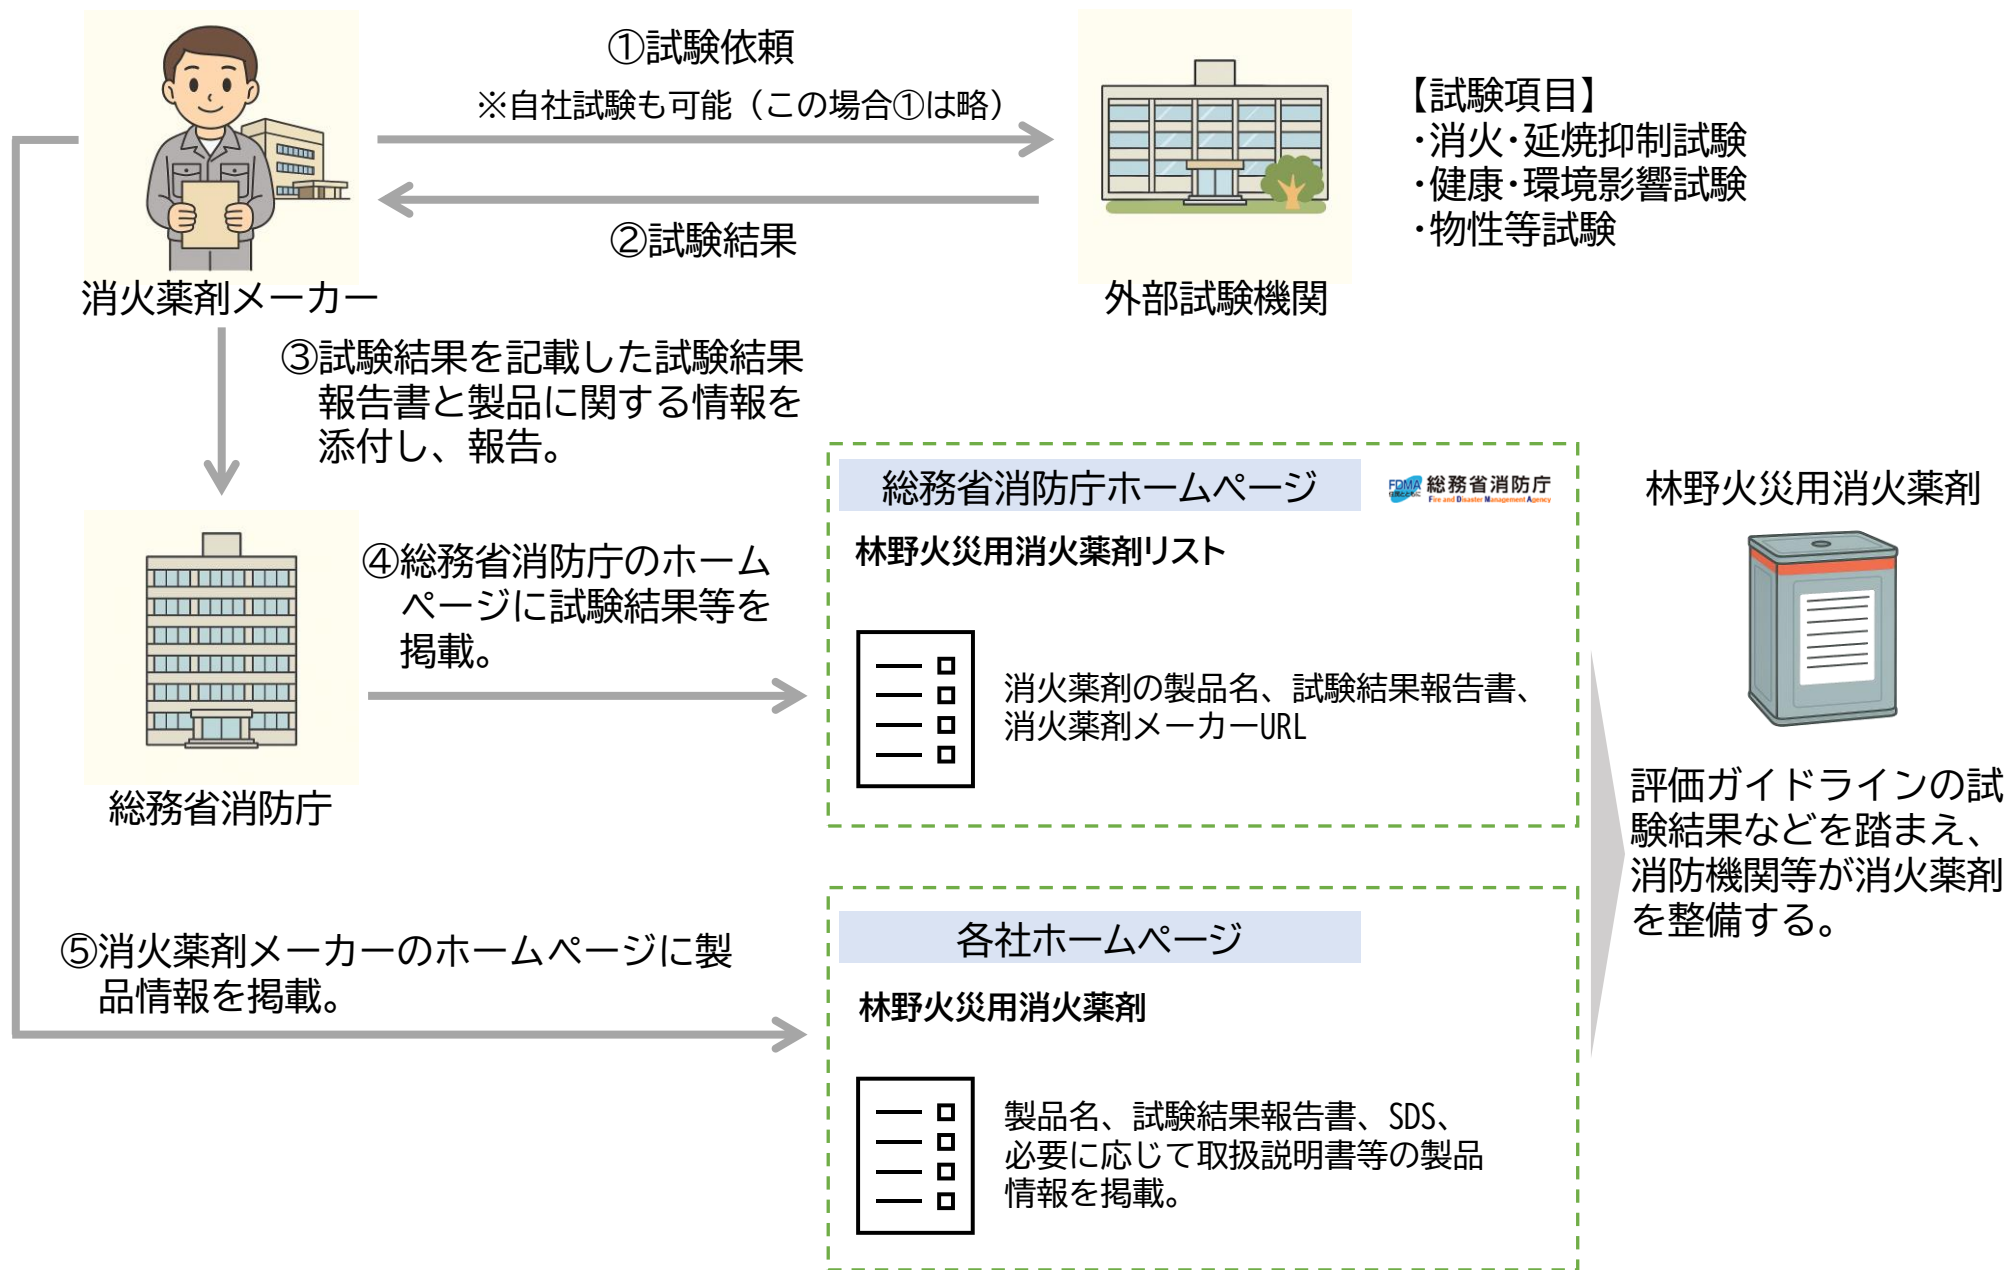 ①試験依頼
※自社試験も可能（この場合①は略）
②試験結果
消火薬剤メーカー
外部試験機関
【試験項目】
・消火・延焼抑制試験
・健康・環境影響試験
・物性等試験
③試験結果を記載した試験結果
報告書と製品に関する情報を
添付し、報告。
総務省消防庁
④総務省消防庁のホーム
ページに試験結果等を
掲載。
総務省消防庁ホームページ
FDMA
住民とともに
総務省消防庁
Fire and Disaster Management Agency
林野火災用消火薬剤リスト
消火薬剤の製品名、試験結果報告書、
消火薬剤メーカーURL
⑤消火薬剤メーカーのホームページに製
品情報を掲載。
各社ホームページ
林野火災用消火薬剤
製品名、試験結果報告書、SDS、
必要に応じて取扱説明書等の製品
情報を掲載。
林野火災用消火薬剤
評価ガイドラインの試
験結果などを踏まえ、
消防機関等が消火薬剤
を整備する。